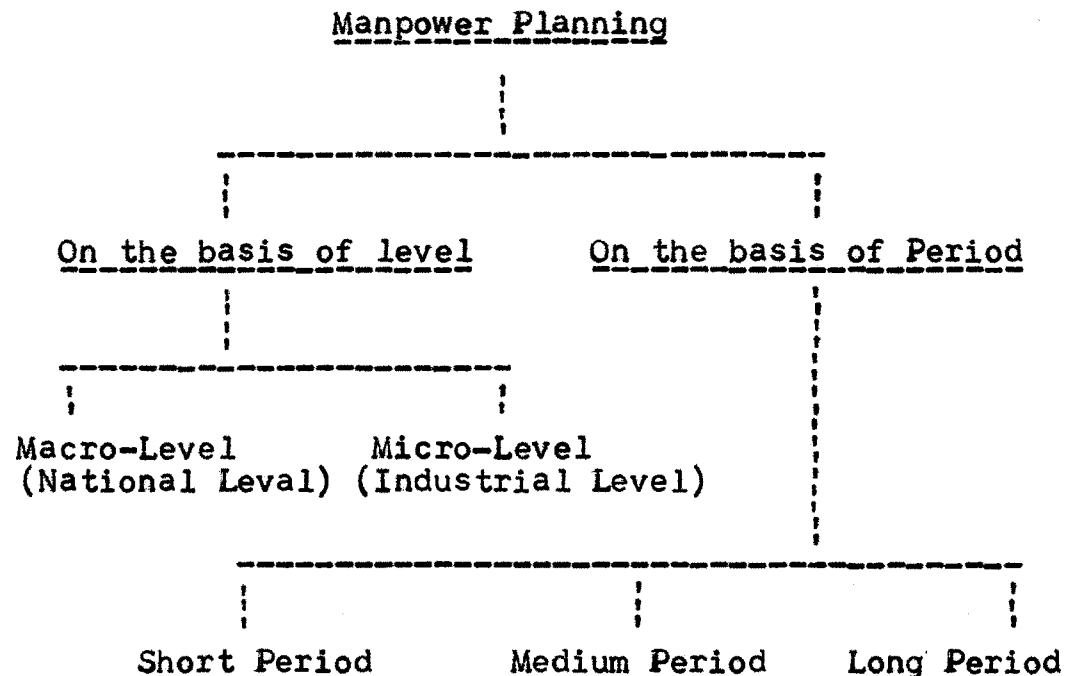 Manpower Planning
On the basis of level On the basis of Period
Macro-Level Micro-Level
(National Leval) (Industrial Level)
Short Period Medium Period Long Period